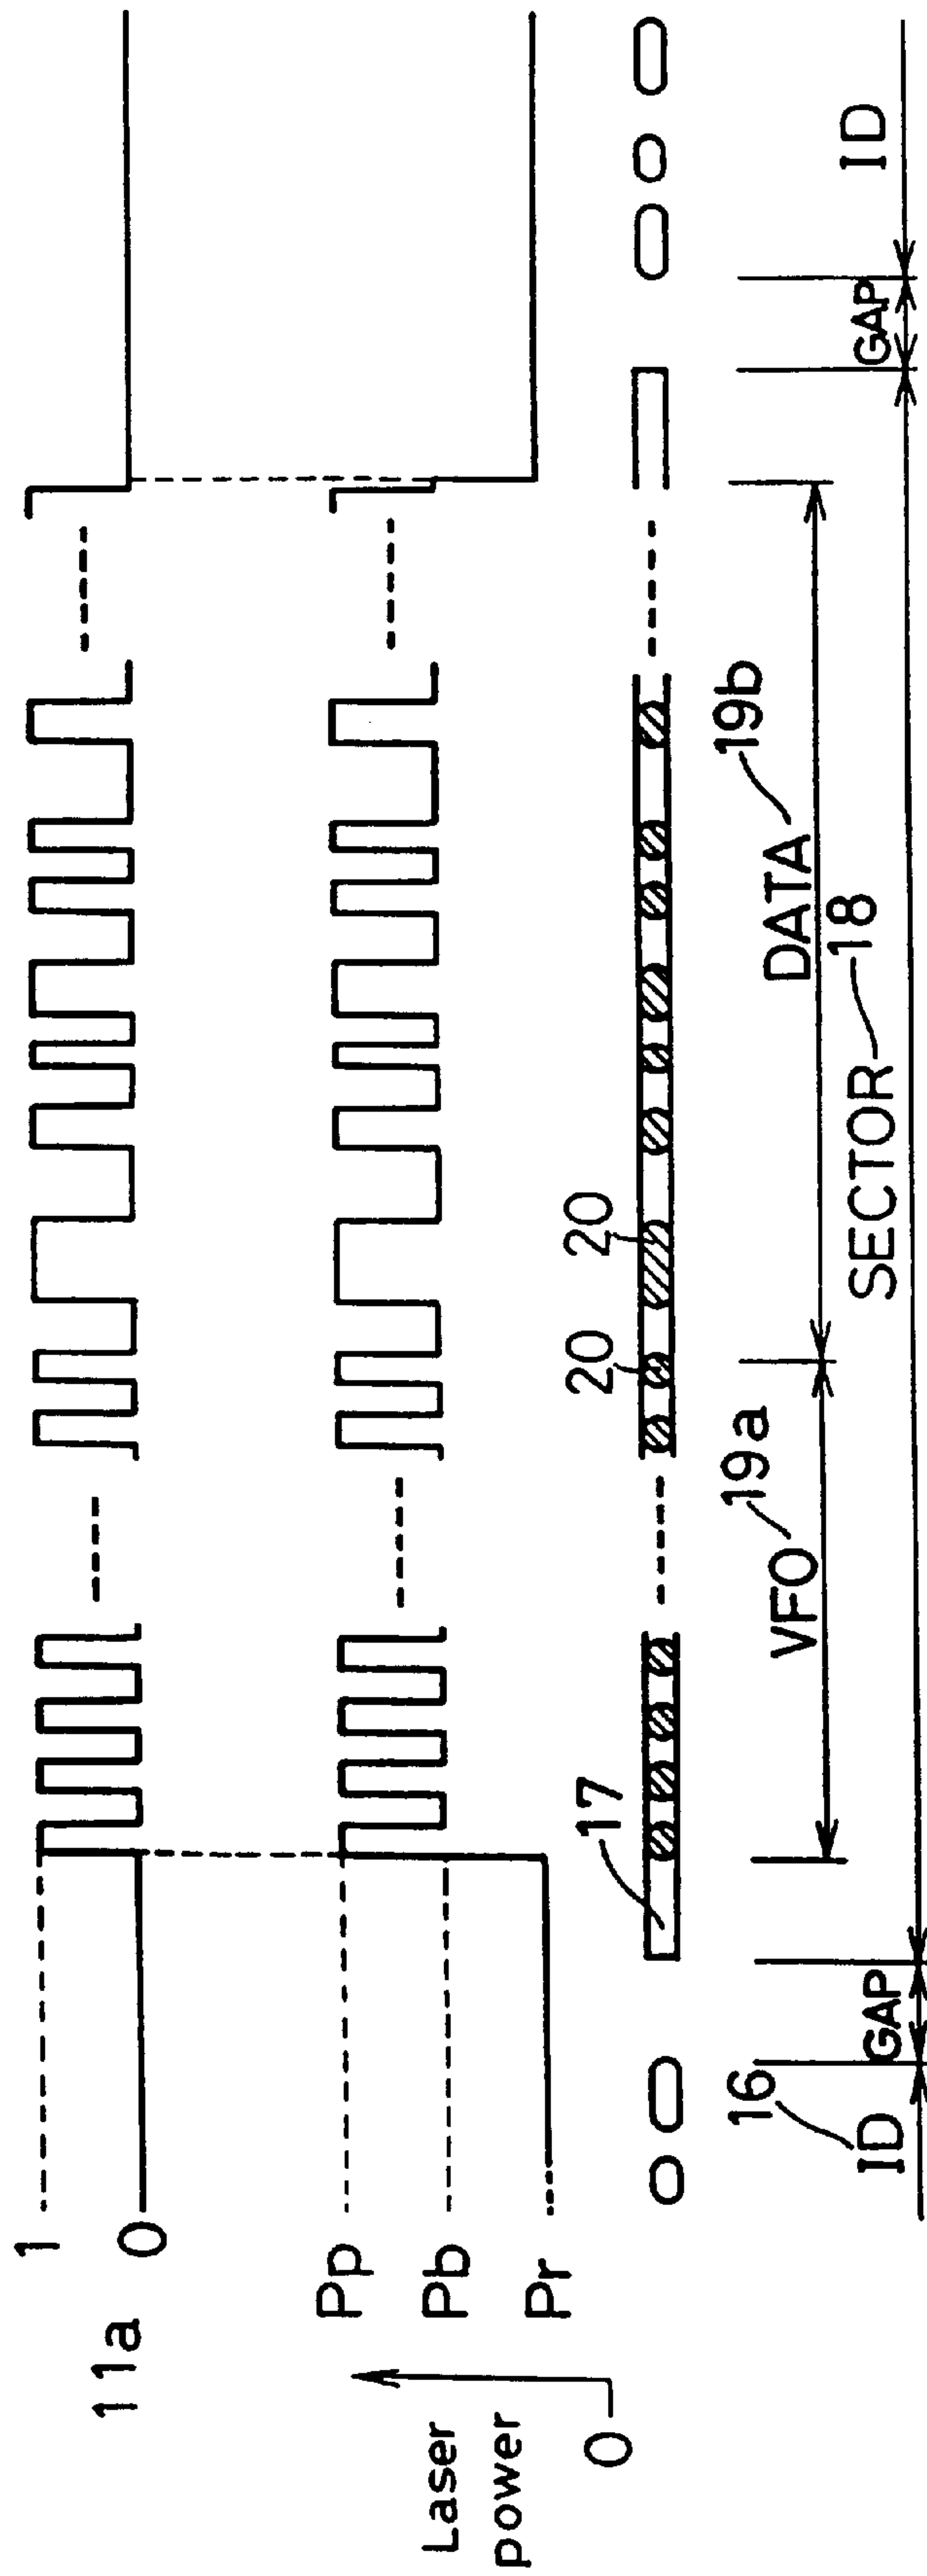 1
0
11a
Pp
Pb
Pr
Laser
power
0
17
20
20
16
19a
19b
VFO
DATA
ID
GAP
SECTOR
18
GAP
ID